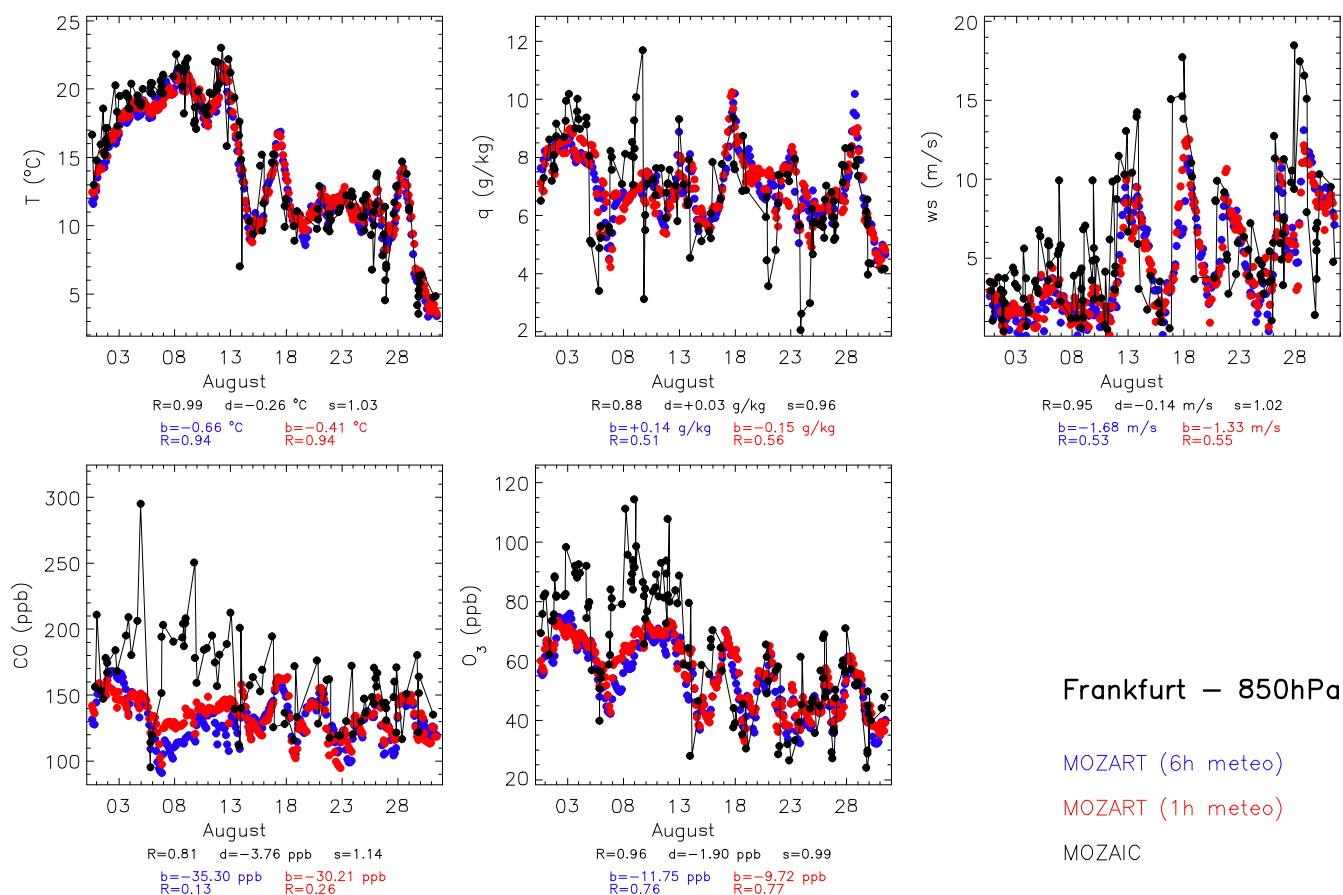 T (°C)
25
20
15
10
5
03 08 13 18 23 28
August
R=0.99 d=−0.26 °C s=1.03
b=−0.66 °C b=−0.41 °C
R=0.94 R=0.94
q (g/kg)
12
10
8
6
4
2
03 08 13 18 23 28
August
R=0.88 d=+0.03 g/kg s=0.96
b=+0.14 g/kg b=−0.15 g/kg
R=0.51 R=0.56
ws (m/s)
20
15
10
5
03 08 13 18 23 28
August
R=0.95 d=−0.14 m/s s=1.02
b=−1.68 m/s b=−1.33 m/s
R=0.53 R=0.55
CO (ppb)
300
250
200
150
100
03 08 13 18 23 28
August
R=0.81 d=−3.76 ppb s=1.14
b=−35.30 ppb b=−30.21 ppb
R=0.13 R=0.26
O3 (ppb)
120
100
80
60
40
20
03 08 13 18 23 28
August
R=0.96 d=−1.90 ppb s=0.99
b=−11.75 ppb b=−9.72 ppb
R=0.76 R=0.77
Frankfurt − 850hPa
MOZART (6h meteo)
MOZART (1h meteo)
MOZAIC